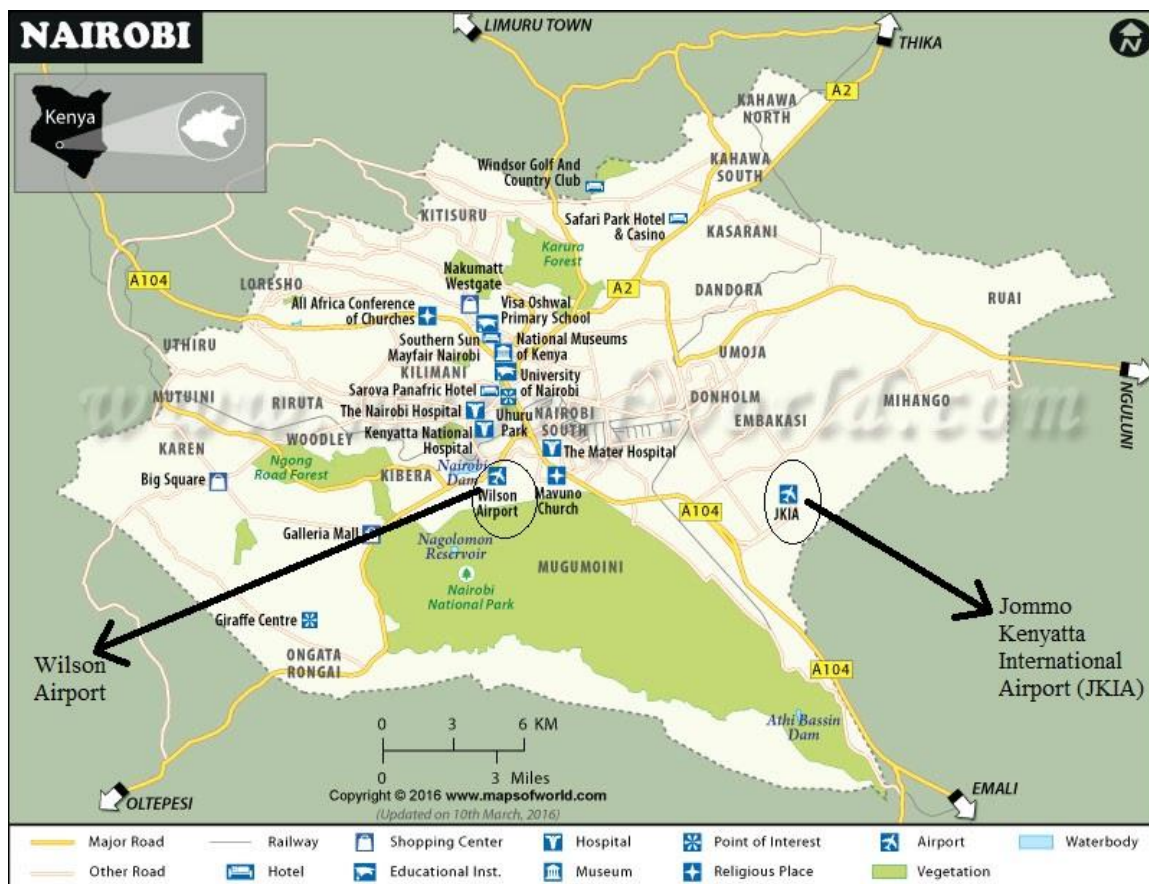 NAIROBI
LIMURU TOWN
THIKA
N
Kenya
A2
KAHAWA
NORTH
KAHAWA
SOUTH
Windsor Golf And
Country Club
Safari Park Hotel
& Casino
KITISURU
KASARANI
Karura
Forest
A104
LORESHO
Nakumatt
Westgate
A2
DANDORA
RUAI
All Africa Conference
of Churches
Visa Oshwal
Primary School
UTHIRU
Southern Sun
Mayfair Nairobi
National Museums
of Kenya
UMOJA
KILIMANI
University
of Nairobi
NGULUNI
MUTUINI
RIRUTA
Sarova Panafric Hotel
DONHOLM
MIHANGO
The Nairobi Hospital
Uhuru
Park
NAIROBI
SOUTH
EMBAKASI
WOODLEY
Kenyatta National
Hospital
The Mater Hospital
KAREN
Ngong
Road Forest
KIBERA
Nairobi
Dam
Big Square
Wilson
Airport
Mavuno
Church
JKIA
A104
Galleria Mall
Nagolomon
Reservoir
MUGUMOINI
Nairobi
National Park
Giraffe Centre
Jommo
Kenyatta
International
Airport (JKIA)
Wilson
Airport
ONGATA
RONGAI
A104
Athi Bassin
Dam
0 3 6 KM
0 3 Miles
Copyright © 2016 www.mapsofworld.com
(Updated on 10th March, 2016)
OLTEPESI
EMALI
Major Road
Railway
Shopping Center
Hospital
Point of Interest
Airport
Waterbody
Other Road
Hotel
Educational Inst.
Museum
Religious Place
Vegetation